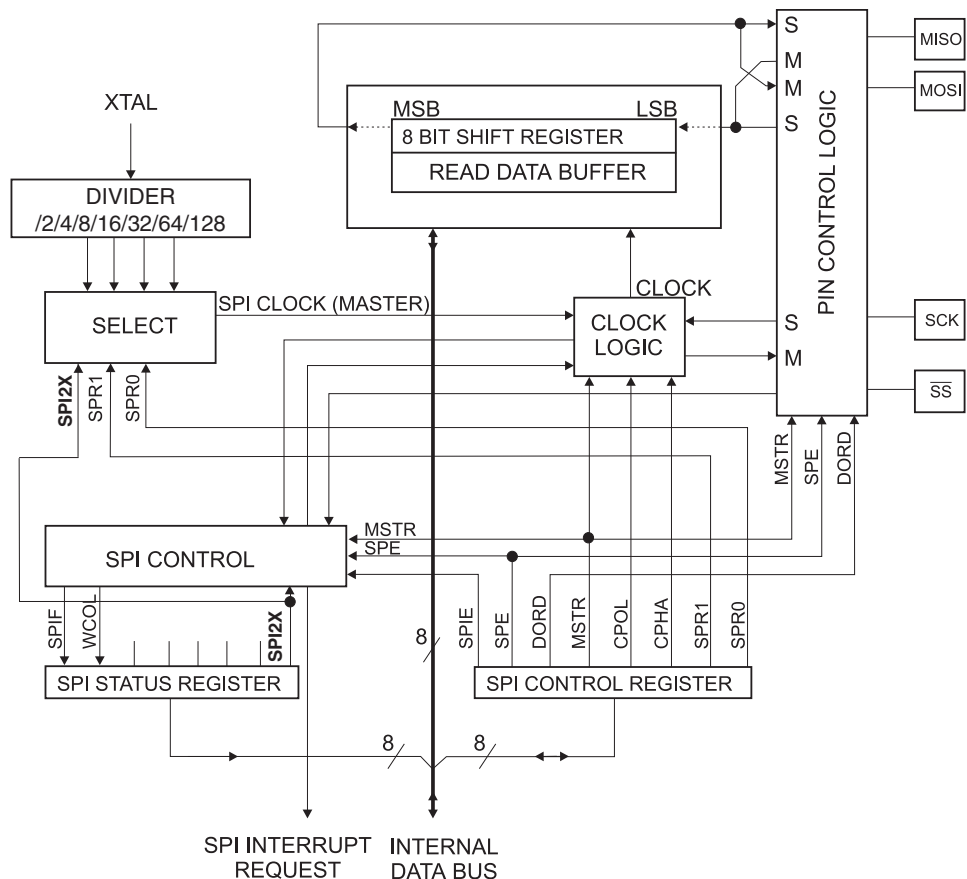 XTAL
DIVIDER
/2/4/8/16/32/64/128
SELECT
SPI2X
SPR1
SPR0
SPI CLOCK (MASTER)
MSB
LSB
8 BIT SHIFT REGISTER
READ DATA BUFFER
CLOCK
CLOCK
LOGIC
S
M
M
S
S
M
PIN CONTROL LOGIC
MISO
MOSI
SCK
SS
MSTR
SPE
DORD
SPI CONTROL
MSTR
SPE
SPIF
WCOL
SPI2X
SPI STATUS REGISTER
8
SPIE
SPE
DORD
MSTR
CPOL
CPHA
SPR1
SPR0
SPI CONTROL REGISTER
8
8
SPI INTERRUPT
REQUEST
INTERNAL
DATA BUS